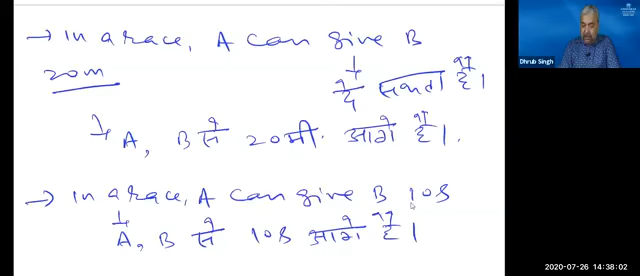 → In a race, A can give B
20m
दे सकता है।
A, B से 20 मी. आगे है।
→ In a race, A can give B 10s
A, B से 10s आगे है।
Dhrub Singh
2020-07-26 14:38:02